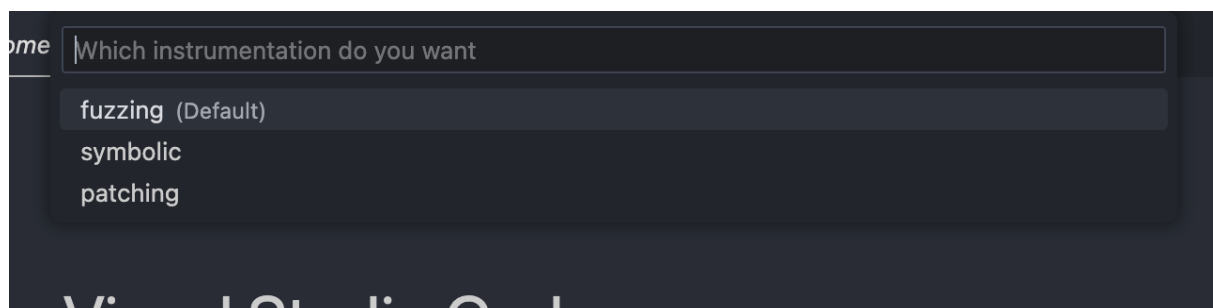 Which instrumentation do you want
fuzzing (Default)
symbolic
patching